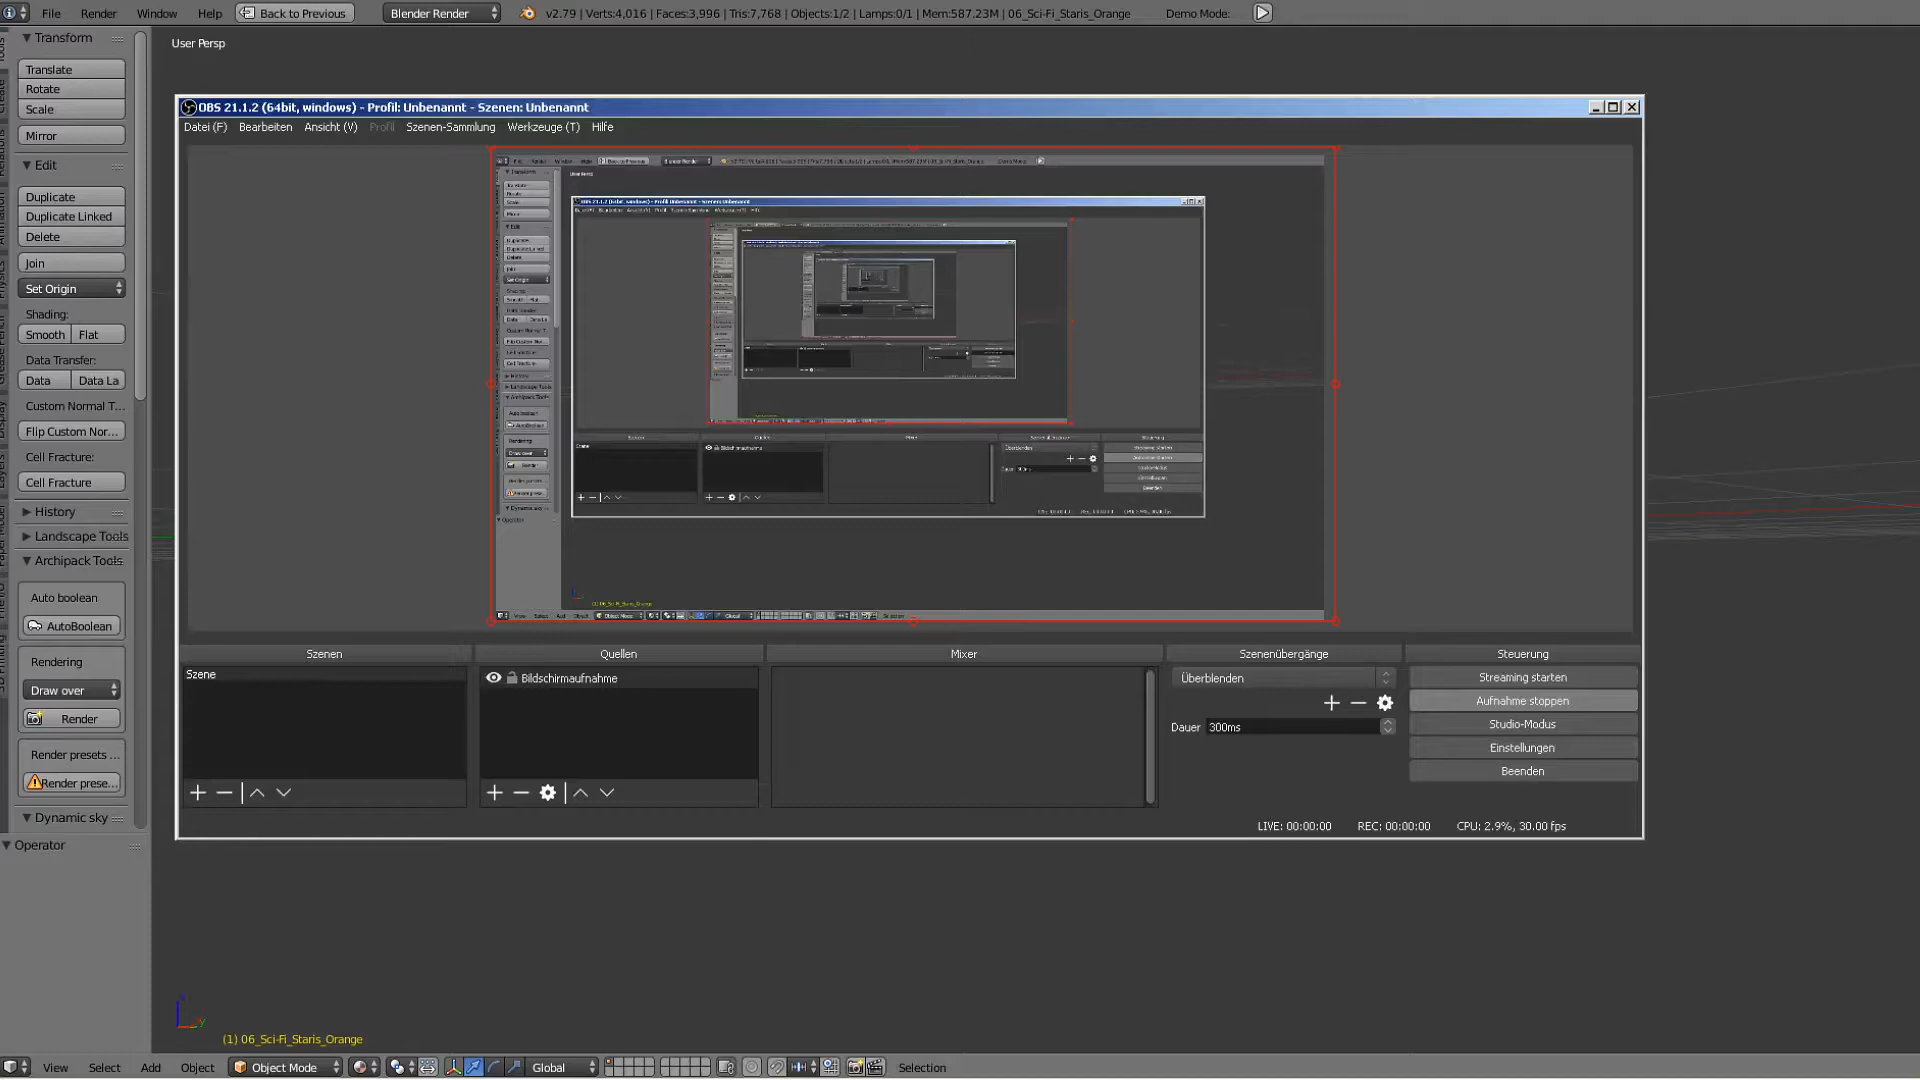 File Render Window Help Back to Previous Blender Render v2.79 | Verts:4,016 | Faces:3,996 | Tris:7,768 | Objects:1/2 | Lamps:0/1 | Mem:587.23M | 06_Sci-Fi_Staris_Orange Demo Mode:
Transform
User Persp
Translate
Rotate
Scale
Mirror
Edit
Duplicate
Duplicate Linked
Delete
Join
Set Origin
Shading:
Smooth Flat
Data Transfer:
Data Data La
Custom Normal T...
Flip Custom Nor...
Cell Fracture:
Cell Fracture
History
Landscape Tools
Archipack Tools
Auto boolean
AutoBoolean
Rendering
Draw over
Render
Render presets ...
Render prese...
Dynamic sky
Operator
OBS 21.1.2 (64bit, windows) - Profil: Unbenannt - Szenen: Unbenannt
Datei (F) Bearbeiten Ansicht (V) Profil Szenen-Sammlung Werkzeuge (T) Hilfe
Szenen Quellen Mixer Szenenübergänge Steuerung
Szene
Bildschirmaufnahme
Überblenden
Dauer 300ms
Streaming starten
Aufnahme stoppen
Studio-Modus
Einstellungen
Beenden
LIVE: 00:00:00 REC: 00:00:00 CPU: 2.9%, 30.00 fps
(1) 06_Sci-Fi_Staris_Orange
View Select Add Object Object Mode Global Selection